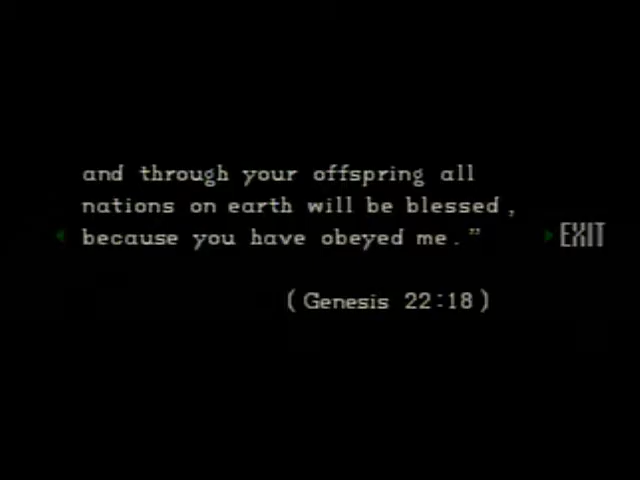 and through your offspring all
nations on earth will be blessed,
because you have obeyed me."
EXIT
(Genesis 22:18)